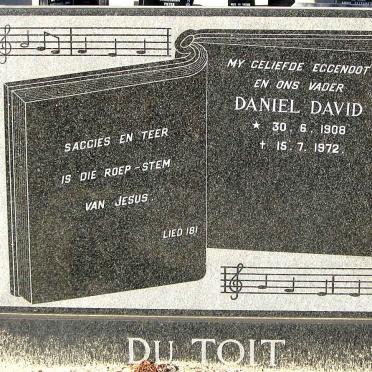 SAGGIES EN TEER
IS DIE ROEP-STEM
VAN JESUS.
LIED 181
MY GELIEFDE EGGENOOT
EN ONS VADER
DANIEL DAVID
★ 30. 6. 1908
✝ 15. 7. 1972.
DU TOIT